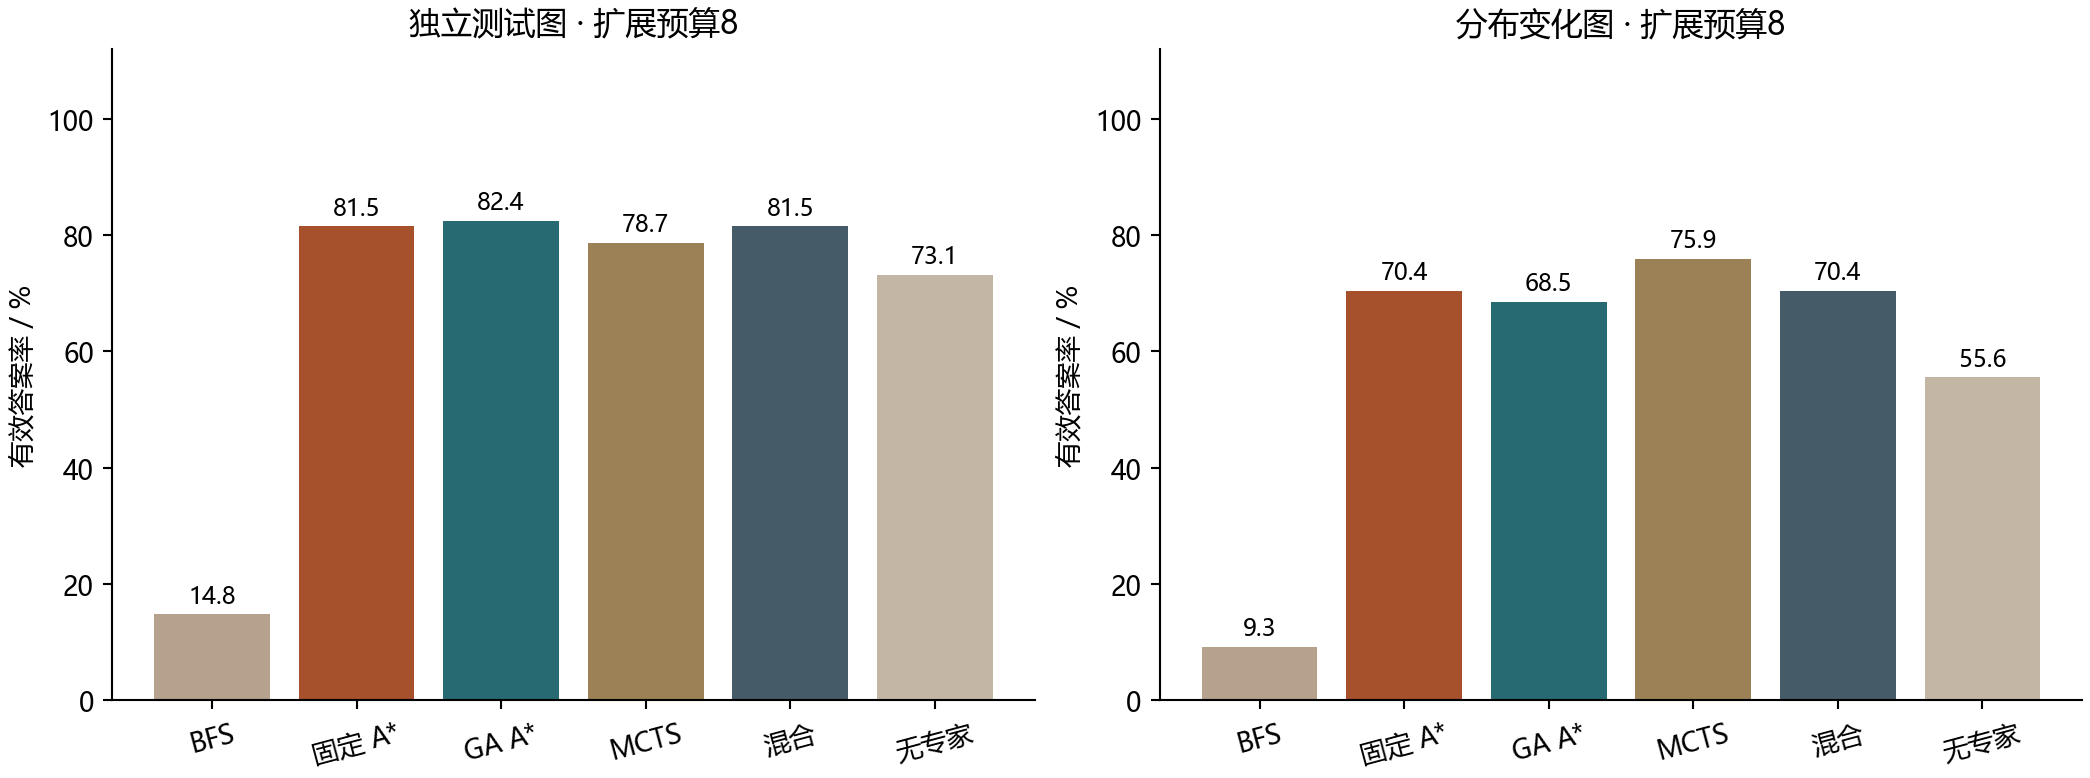 独立测试图 · 扩展预算8
有效答案率 / %
100
80
60
40
20
0
14.8
81.5
82.4
78.7
81.5
73.1
BFS
固定 A*
GA A*
MCTS
混合
无专家
分布变化图 · 扩展预算8
有效答案率 / %
100
80
60
40
20
0
9.3
70.4
68.5
75.9
70.4
55.6
BFS
固定 A*
GA A*
MCTS
混合
无专家